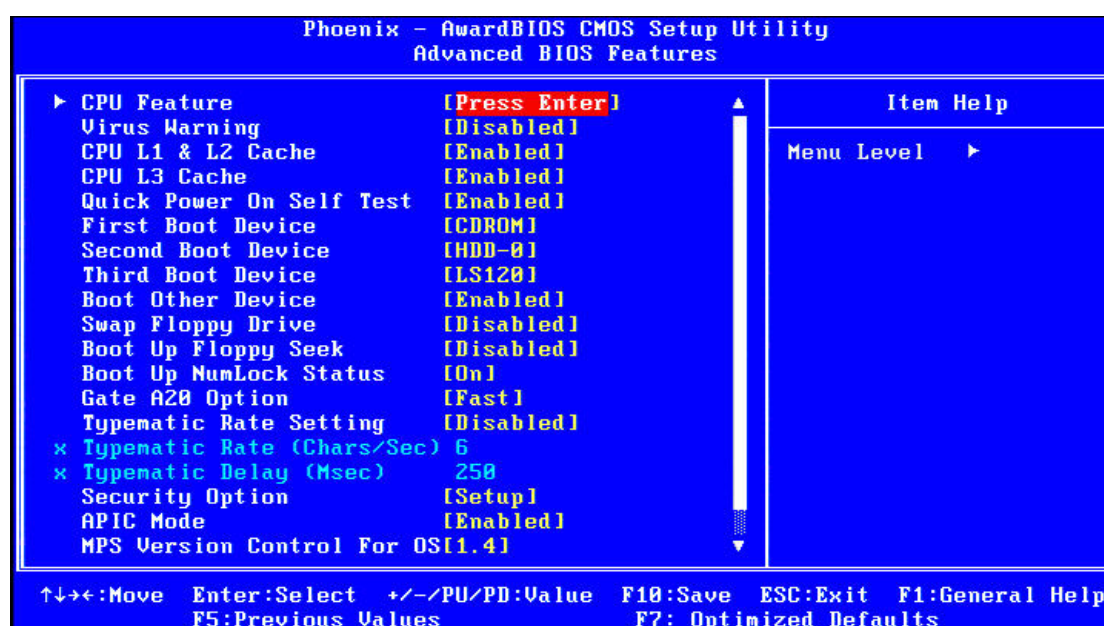 Phoenix - AwardBIOS CMOS Setup Utility
Advanced BIOS Features
CPU Feature [Press Enter]
Virus Warning [Disabled]
CPU L1 & L2 Cache [Enabled]
CPU L3 Cache [Enabled]
Quick Power On Self Test [Enabled]
First Boot Device [CDROM]
Second Boot Device [HDD-0]
Third Boot Device [LS120]
Boot Other Device [Enabled]
Swap Floppy Drive [Disabled]
Boot Up Floppy Seek [Disabled]
Boot Up NumLock Status [On]
Gate A20 Option [Fast]
Typematic Rate Setting [Disabled]
x Typematic Rate (Chars/Sec) 6
x Typematic Delay (Msec) 250
Security Option [Setup]
APIC Mode [Enabled]
MPS Version Control For OS[1.4]
Item Help
Menu Level
↑↓→←:Move Enter:Select +/-/PU/PD:Value F10:Save ESC:Exit F1:General Help
F5:Previous Values F7: Optimized Defaults